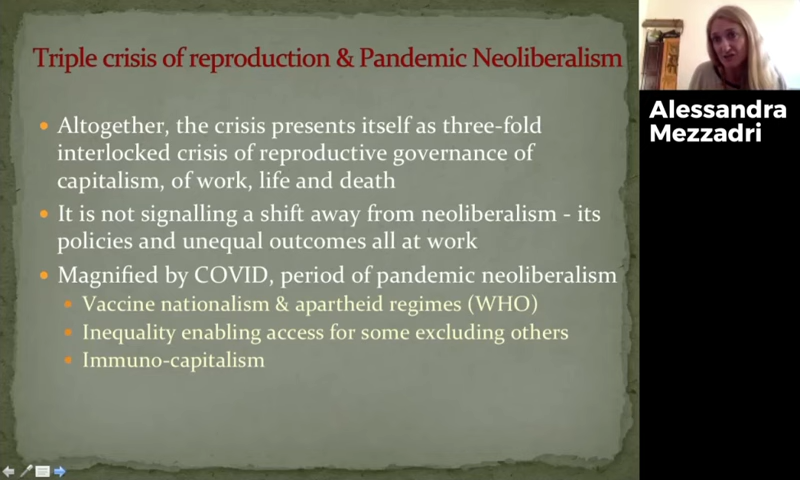 Triple crisis of reproduction & Pandemic Neoliberalism
Altogether, the crisis presents itself as three-fold
interlocked crisis of reproductive governance of
capitalism, of work, life and death
It is not signalling a shift away from neoliberalism - its
policies and unequal outcomes all at work
Magnified by COVID, period of pandemic neoliberalism
Vaccine nationalism & apartheid regimes (WHO)
Inequality enabling access for some excluding others
Immuno-capitalism
Alessandra
Mezzadri